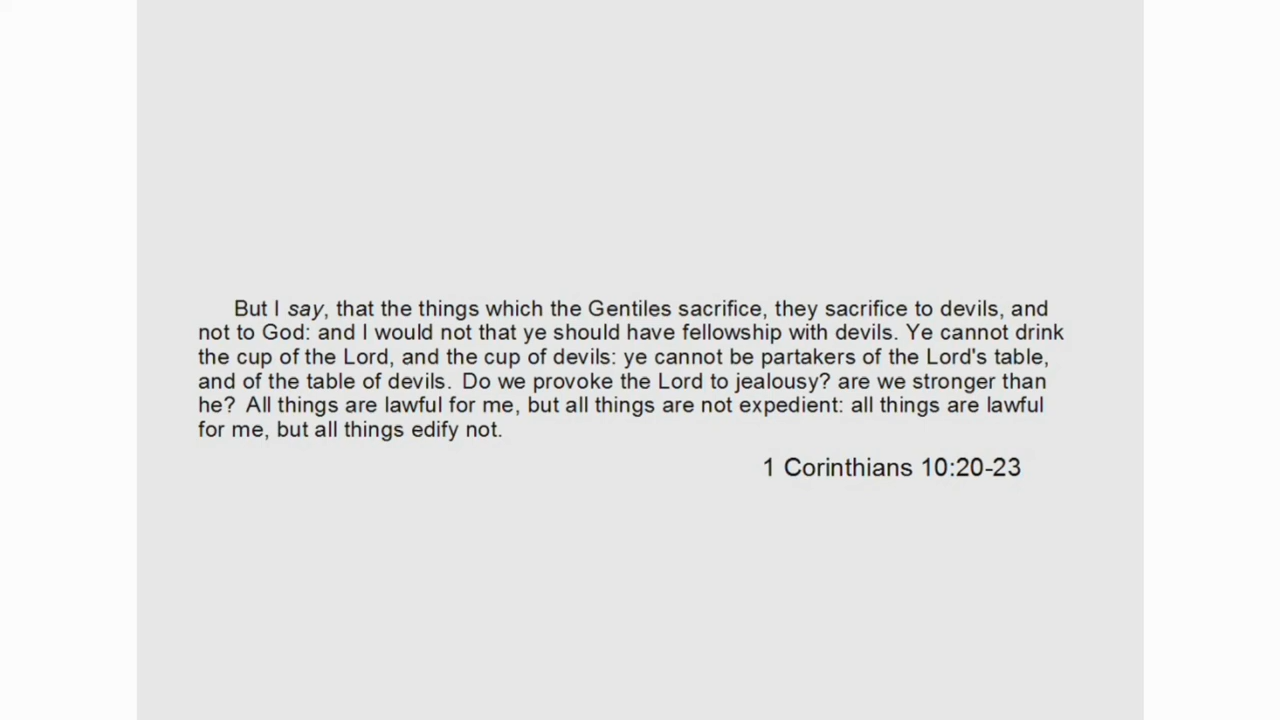 But I say, that the things which the Gentiles sacrifice, they sacrifice to devils, and
not to God: and I would not that ye should have fellowship with devils. Ye cannot drink
the cup of the Lord, and the cup of devils: ye cannot be partakers of the Lord's table,
and of the table of devils. Do we provoke the Lord to jealousy? are we stronger than
he? All things are lawful for me, but all things are not expedient: all things are lawful
for me, but all things edify not.
1 Corinthians 10:20-23